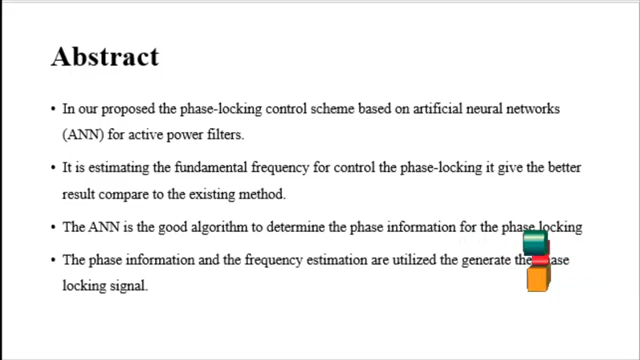 Abstract
• In our proposed the phase-locking control scheme based on artificial neural networks
(ANN) for active power filters.
• It is estimating the fundamental frequency for control the phase-locking it give the better
result compare to the existing method.
• The ANN is the good algorithm to determine the phase information for the phase locking
• The phase information and the frequency estimation are utilized the generate the
locking signal.